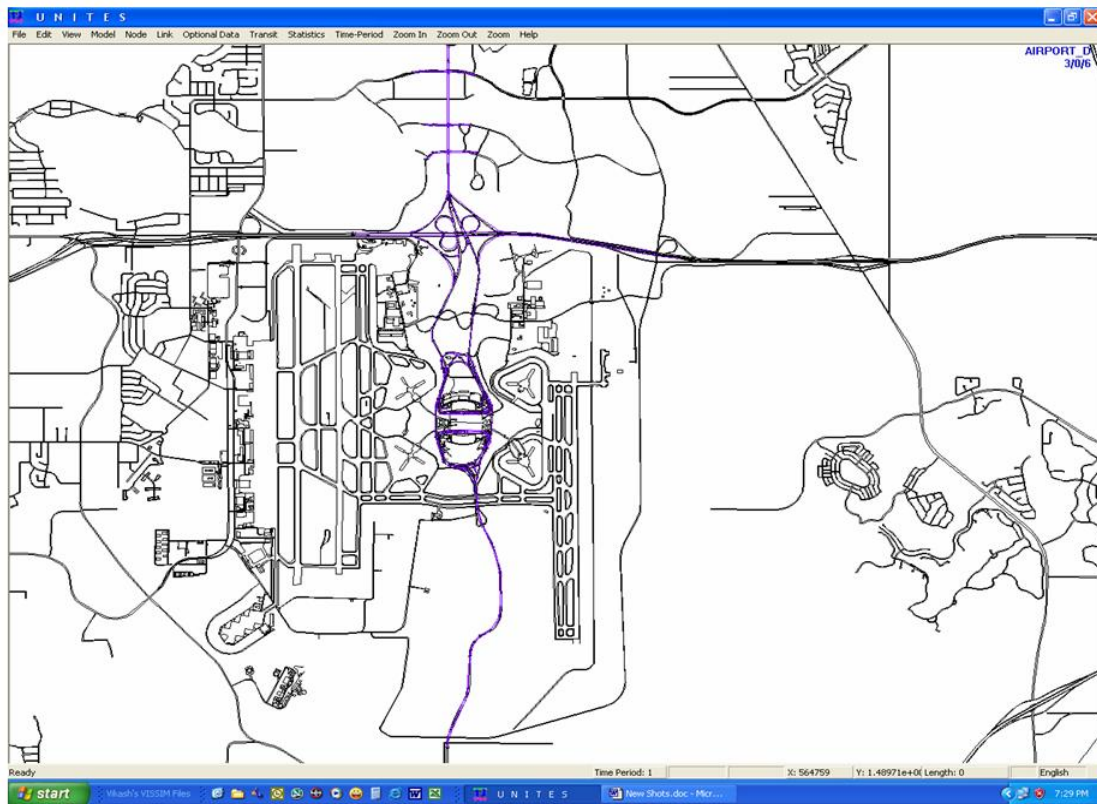 U N I T E S
File Edit View Model Node Link Optional Data Transit Statistics Time-Period Zoom In Zoom Out Zoom Help
AIRPORT_D
3/0/6
Ready Time Period: 1 X: 564759 Y: 1.48971e+0( Length: 0 English
start Vikash's VISSIM Files U N I T E S New Shots.doc - Micr... 7:29 PM